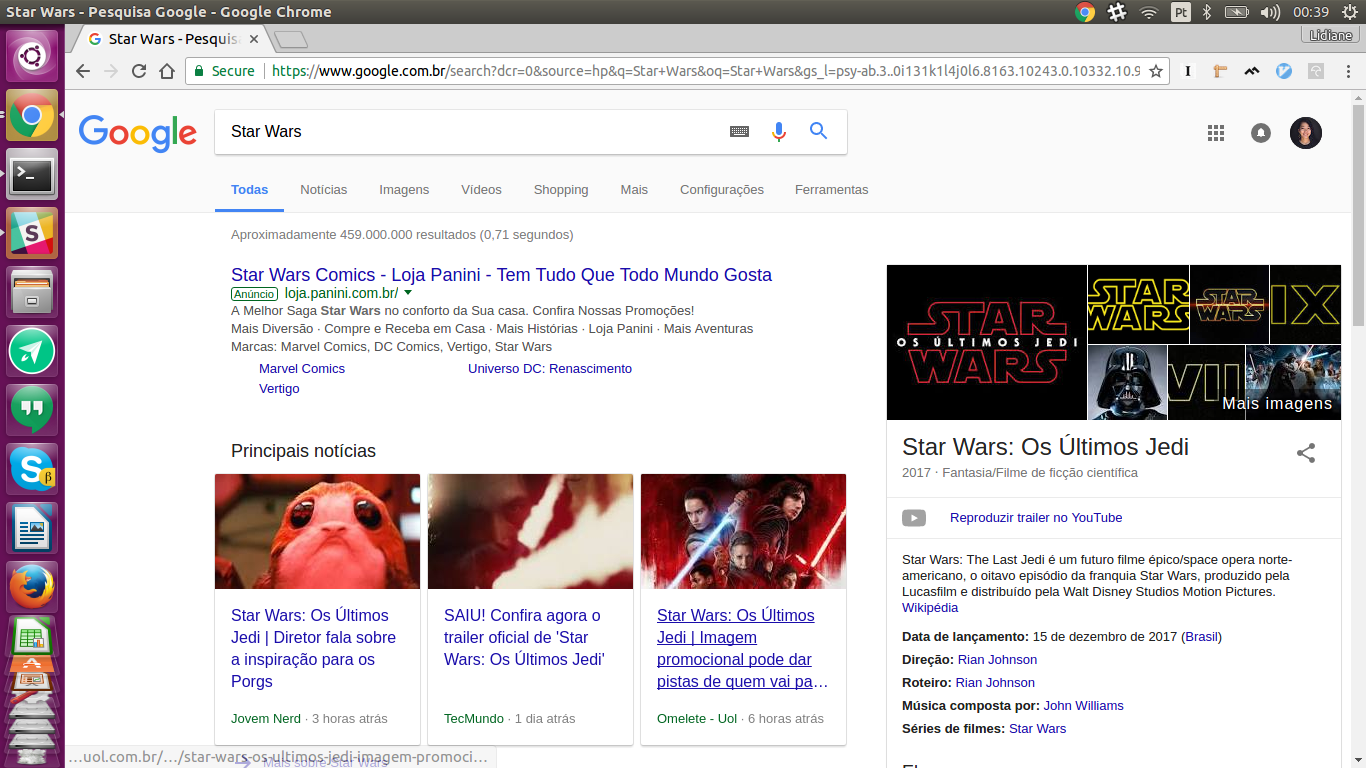 Star Wars - Pesquisa Google - Google Chrome
Pt
00:39
Star Wars - Pesquis
Lidiane
Secure
https://www.google.com.br/search?dcr=0&source=hp&q=Star+Wars&oq=Star+Wars&gs_l=psy-ab.3..0i131k1l4j0l6.8163.10243.0.10332.10.9
Google
Star Wars
Todas Notícias Imagens Vídeos Shopping Mais Configurações Ferramentas
Aproximadamente 459.000.000 resultados (0,71 segundos)
Star Wars Comics - Loja Panini - Tem Tudo Que Todo Mundo Gosta
Anúncio loja.panini.com.br/
A Melhor Saga Star Wars no conforto da Sua casa. Confira Nossas Promoções!
Mais Diversão · Compre e Receba em Casa · Mais Histórias · Loja Panini · Mais Aventuras
Marcas: Marvel Comics, DC Comics, Vertigo, Star Wars
Marvel Comics Universo DC: Renascimento
Vertigo
Principais notícias
Star Wars: Os Últimos
Jedi | Diretor fala sobre
a inspiração para os
Porgs
Jovem Nerd · 3 horas atrás
SAIU! Confira agora o
trailer oficial de 'Star
Wars: Os Últimos Jedi'
TecMundo · 1 dia atrás
Star Wars: Os Últimos
Jedi | Imagem
promocional pode dar
pistas de quem vai pa…
Omelete - Uol · 6 horas atrás
Mais sobre Star Wars
…uol.com.br/…/star-wars-os-ultimos-jedi-imagem-promoci…
STAR
OS ÚLTIMOS JEDI
WARS
STAR
WARS
STAR
WARS
IX
VII
Mais imagens
Star Wars: Os Últimos Jedi
2017 · Fantasia/Filme de ficção científica
Reproduzir trailer no YouTube
Star Wars: The Last Jedi é um futuro filme épico/space opera norte-
americano, o oitavo episódio da franquia Star Wars, produzido pela
Lucasfilm e distribuído pela Walt Disney Studios Motion Pictures.
Wikipédia
Data de lançamento: 15 de dezembro de 2017 (Brasil)
Direção: Rian Johnson
Roteiro: Rian Johnson
Música composta por: John Williams
Séries de filmes: Star Wars